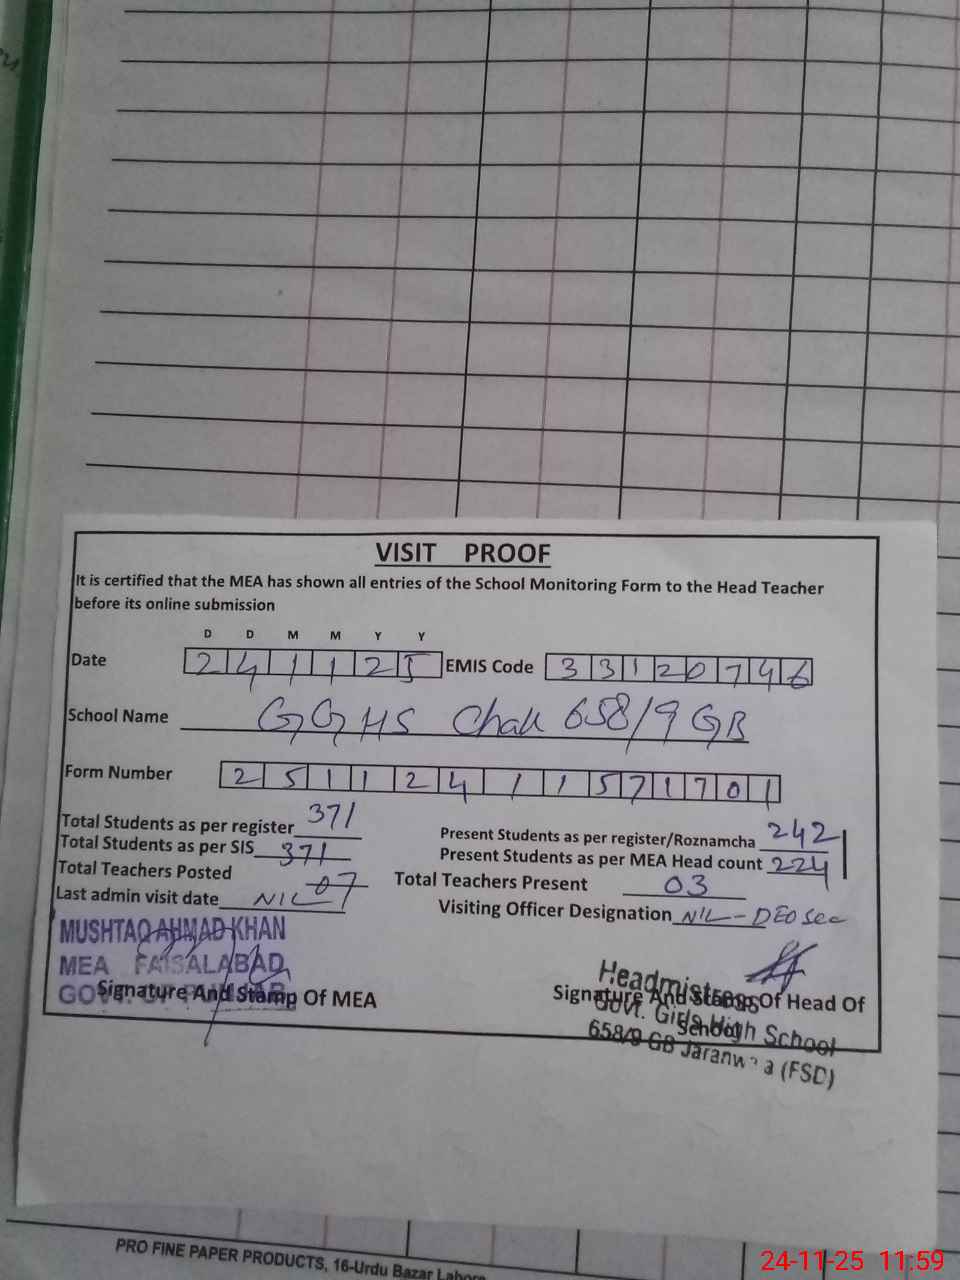 VISIT PROOF
It is certified that the MEA has shown all entries of the School Monitoring Form to the Head Teacher
before its online submission
D D M M Y Y
Date 2 4 1 1 2 5 EMIS Code 3 3 1 2 0 7 4 6
School Name GGHS Chak 658/9 GB
Form Number 2 5 1 1 2 4 1 1 5 7 1 7 0 1
Total Students as per register 371
Present Students as per register/Roznamcha 242
Total Students as per SIS 371
Present Students as per MEA Head count 224
Total Teachers Posted 07
Total Teachers Present 03
Last admin visit date NIL
Visiting Officer Designation NIL - DEO Sec
MUSHTAQ AHMAD KHAN
MEA FAISALABAD
GOVT. OF PUNJAB
Signature And Stamp Of MEA
Headmistress
Signature And Stamp Of Head Of
School
Govt. Girls High School
658/9 GB Jaranwala (FSD)
PRO FINE PAPER PRODUCTS, 16-Urdu Bazar Lahore
24-11-25 11:59